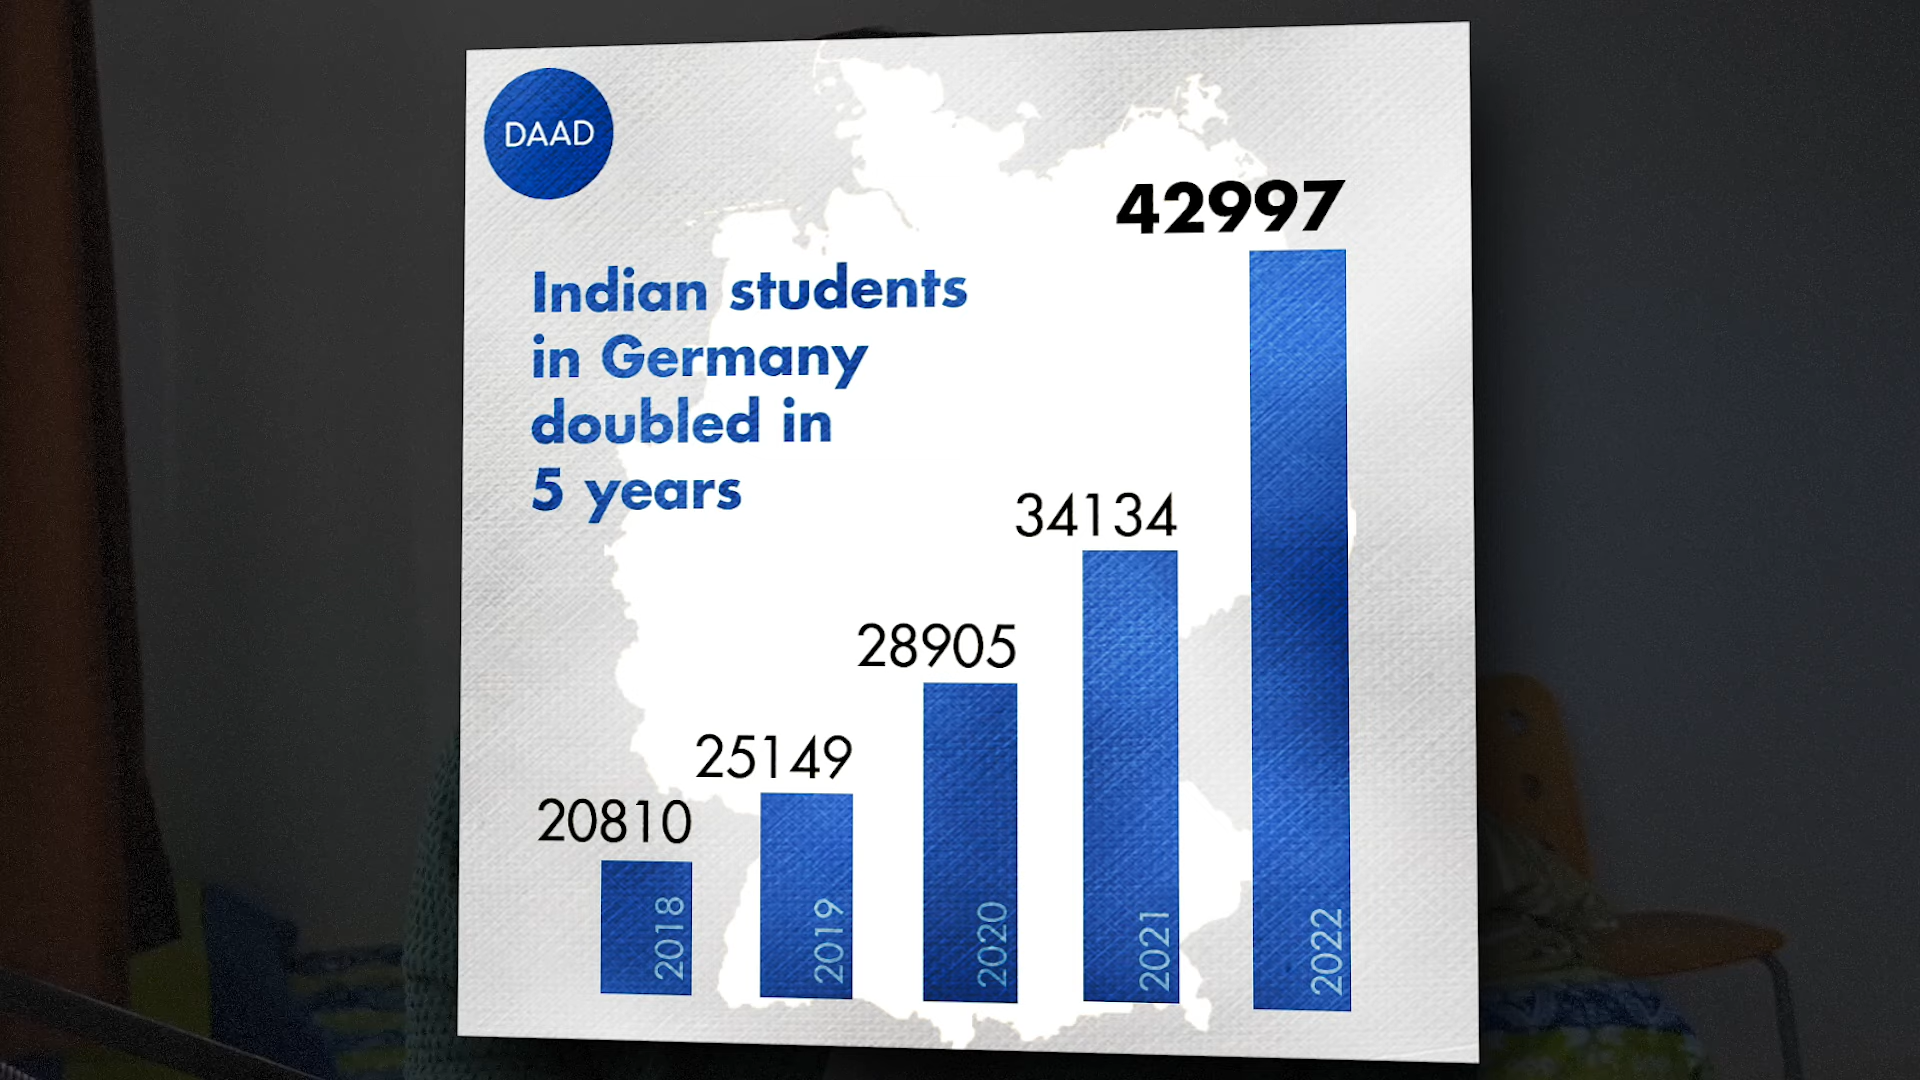 DAAD
Indian students
in Germany
doubled in
5 years
20810
25149
28905
34134
42997
2018
2019
2020
2021
2022